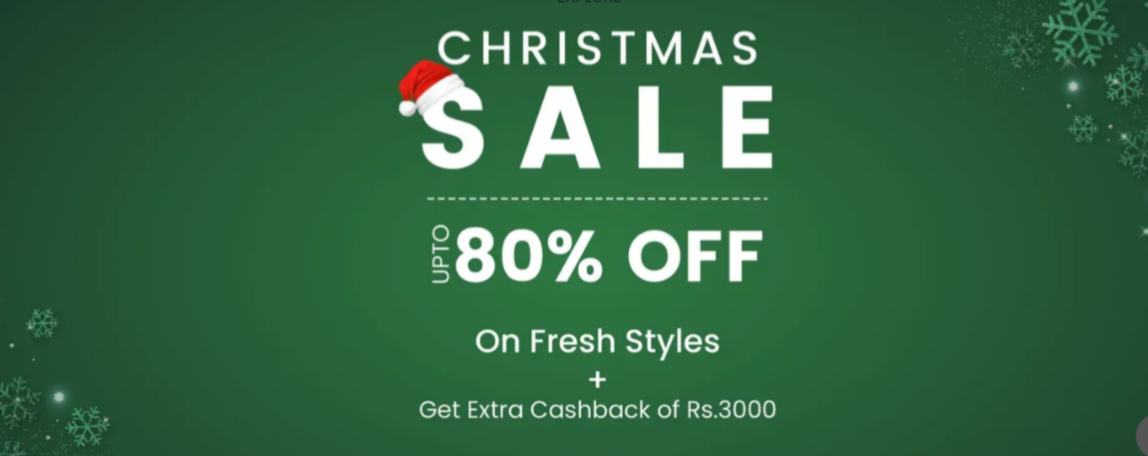 CHRISTMAS
SALE
UPTO 80% OFF
On Fresh Styles
+
Get Extra Cashback of Rs.3000